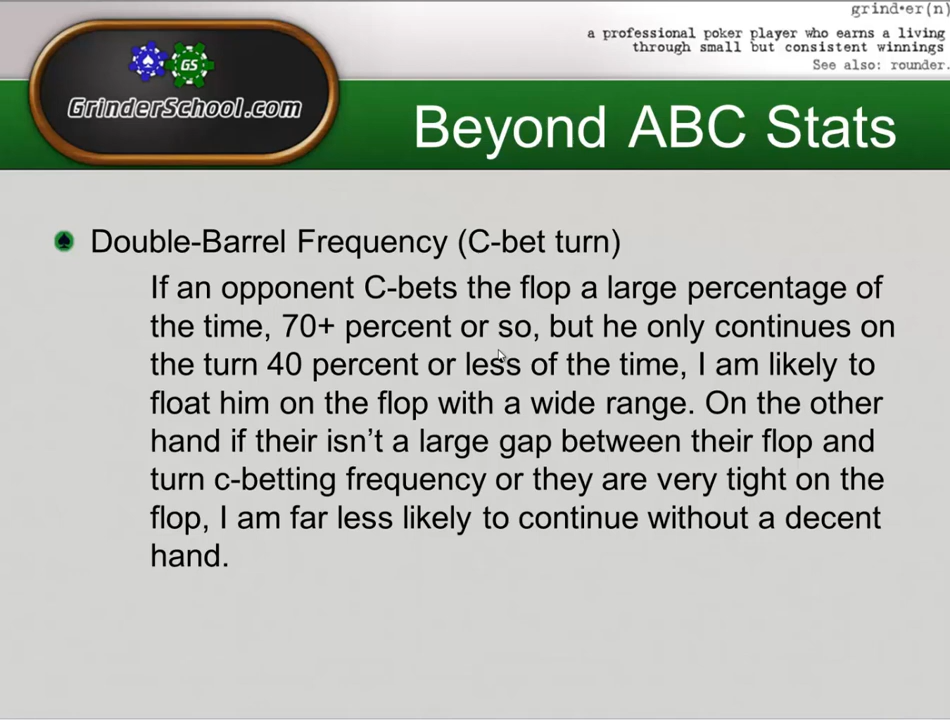 grind•er(n)
a professional poker player who earns a living
through small but consistent winnings
See also: rounder.
GS
GrinderSchool.com
Beyond ABC Stats
Double-Barrel Frequency (C-bet turn)
If an opponent C-bets the flop a large percentage of
the time, 70+ percent or so, but he only continues on
the turn 40 percent or less of the time, I am likely to
float him on the flop with a wide range. On the other
hand if their isn’t a large gap between their flop and
turn c-betting frequency or they are very tight on the
flop, I am far less likely to continue without a decent
hand.